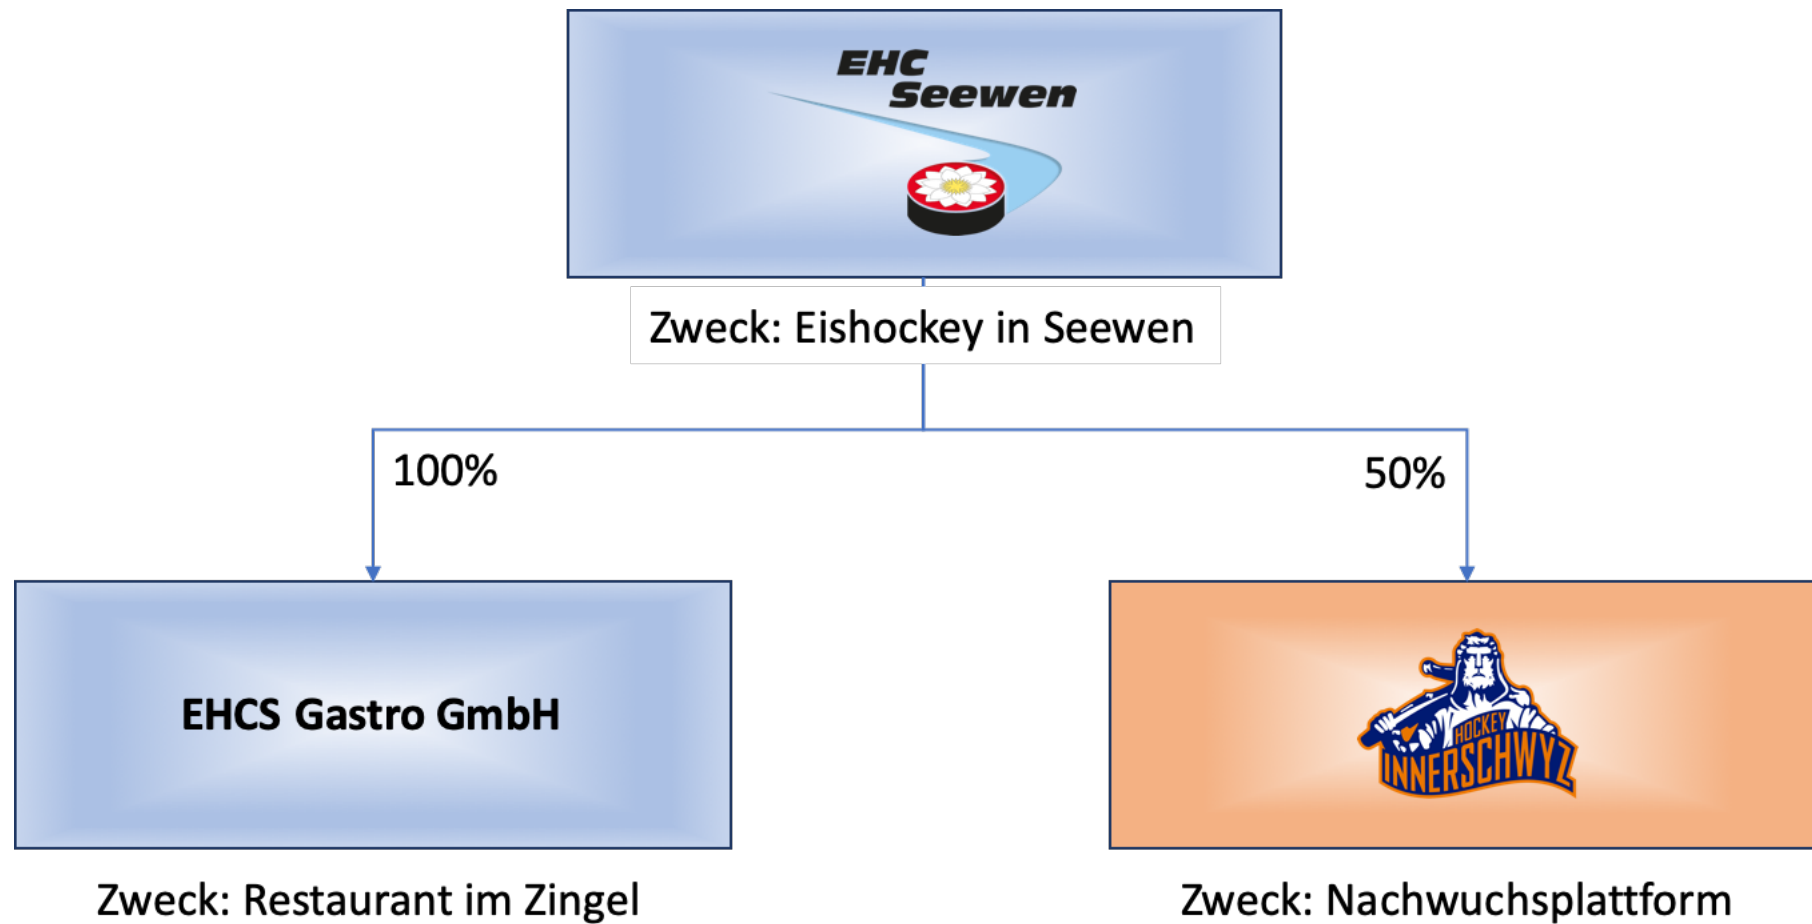 EHC
Seewen
Zweck: Eishockey in Seewen
100%
50%
EHCS Gastro GmbH
HOCKEY
INNERSCHWYZ
Zweck: Restaurant im Zingel
Zweck: Nachwuchsplattform